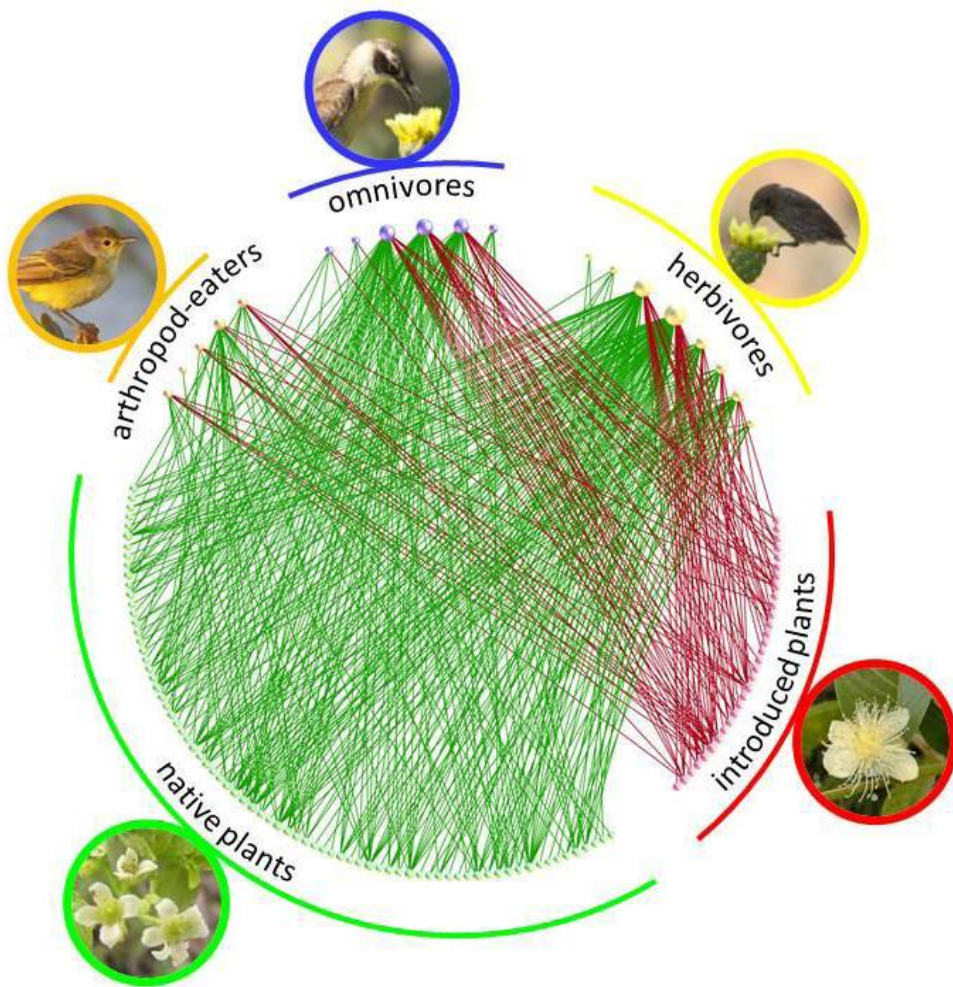 omnivores
herbivores
arthropod-eaters
introduced plants
native plants